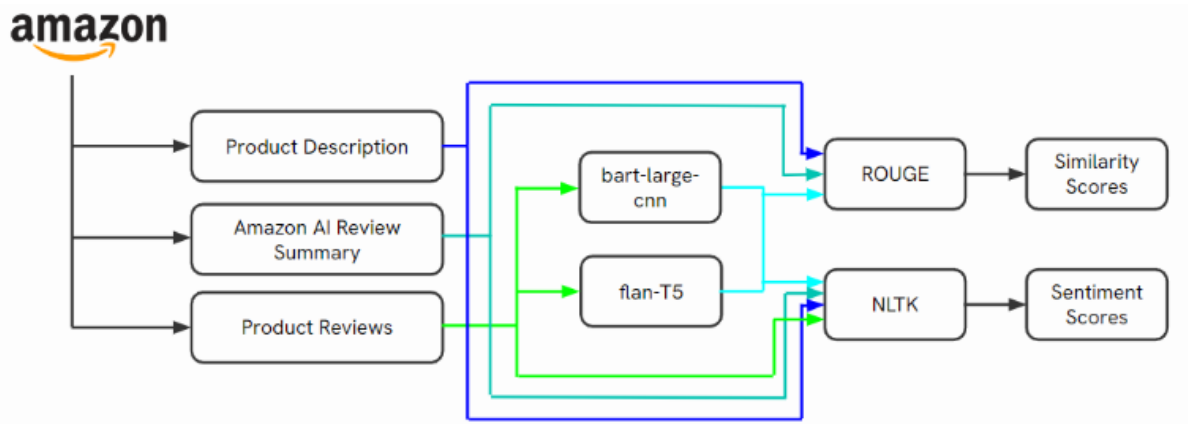 amazon
Product Description
Amazon AI Review
Summary
Product Reviews
bart-large-
cnn
flan-T5
ROUGE
NLTK
Similarity
Scores
Sentiment
Scores